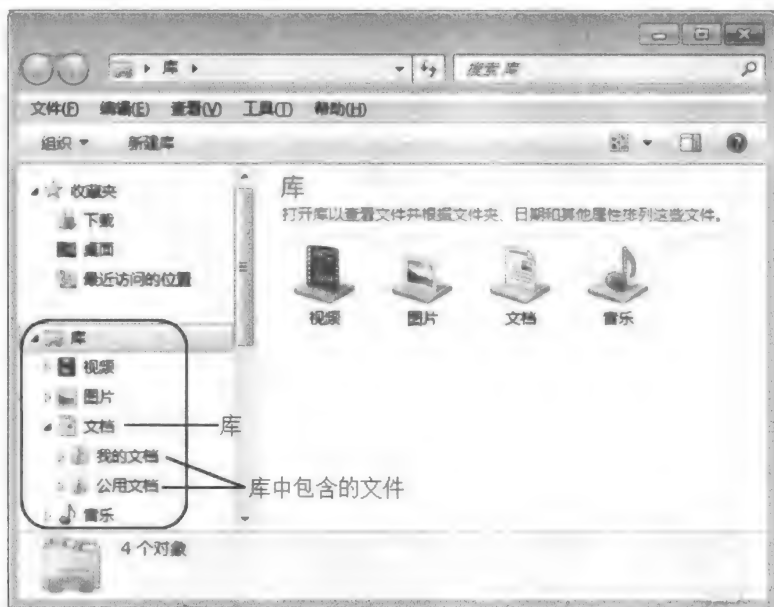 库
搜索 库
文件(F) 编辑(E) 查看(V) 工具(T) 帮助(H)
组织 新建库
收藏夹
下载
桌面
最近访问的位置
库
视频
图片
文档
我的文档
公用文档
音乐
库
打开库以查看文件并根据文件夹、日期和其他属性排列这些文件。
视频 图片 文档 音乐
库
库中包含的文件
4 个对象